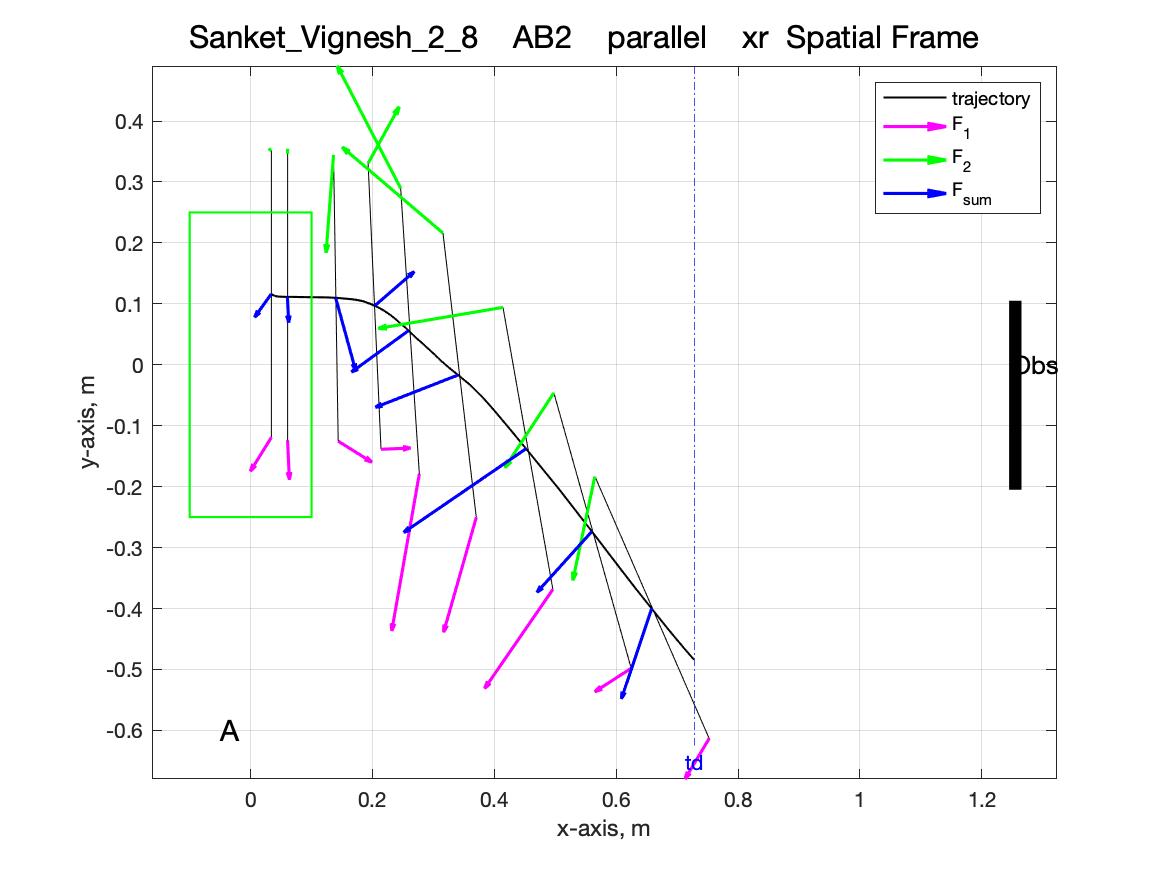 Sanket_Vignesh_2_8 AB2 parallel xr Spatial Frame
trajectory
F1
F2
Fsum
0.4
0.3
0.2
0.1
0
-0.1
-0.2
-0.3
-0.4
-0.5
-0.6
y-axis, m
Obs
A
td
0 0.2 0.4 0.6 0.8 1 1.2
x-axis, m